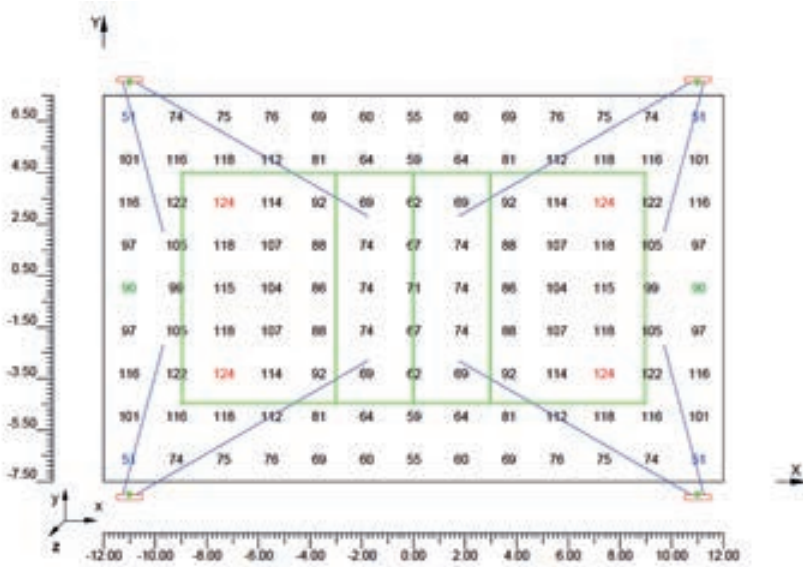 Y
6.50 51 74 75 76 69 60 55 60 69 76 75 74 51
4.50 101 116 118 112 81 64 59 64 81 112 118 116 101
2.50 116 122 124 114 92 69 62 69 92 114 124 122 116
97 105 118 107 88 74 67 74 88 107 118 105 97
0.50 90 99 115 104 86 74 71 74 86 104 115 99 90
-1.50 97 105 118 107 88 74 67 74 88 107 118 105 97
-3.50 116 122 124 114 92 69 62 69 92 114 124 122 116
-5.50 101 116 118 112 81 64 59 64 81 112 118 116 101
-7.50 51 74 75 76 69 60 55 60 69 76 75 74 51
X
y
x
z
-12.00 -10.00 -8.00 -6.00 -4.00 -2.00 0.00 2.00 4.00 6.00 8.00 10.00 12.00